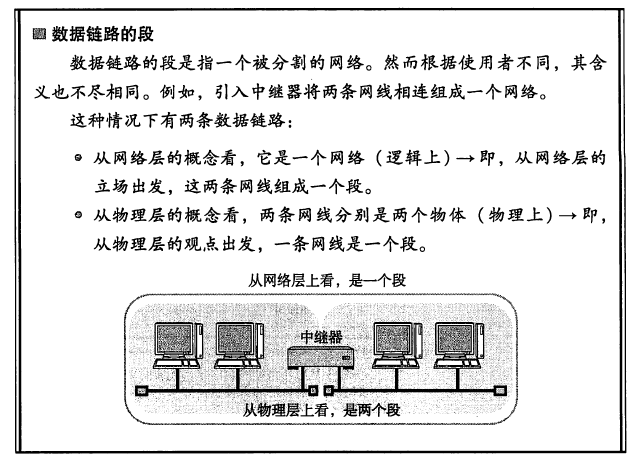 数据链路的段
数据链路的段是指一个被分割的网络。然而根据使用者不同，其含
义也不尽相同。例如，引入中继器将两条网线相连组成一个网络。
这种情况下有两条数据链路：
从网络层的概念看，它是一个网络（逻辑上）→即，从网络层的
立场出发，这两条网线组成一个段。
从物理层的概念看，两条网线分别是两个物体（物理上）→即，
从物理层的观点出发，一条网线是一个段。
从网络层上看，是一个段
中继器
从物理层上看，是两个段